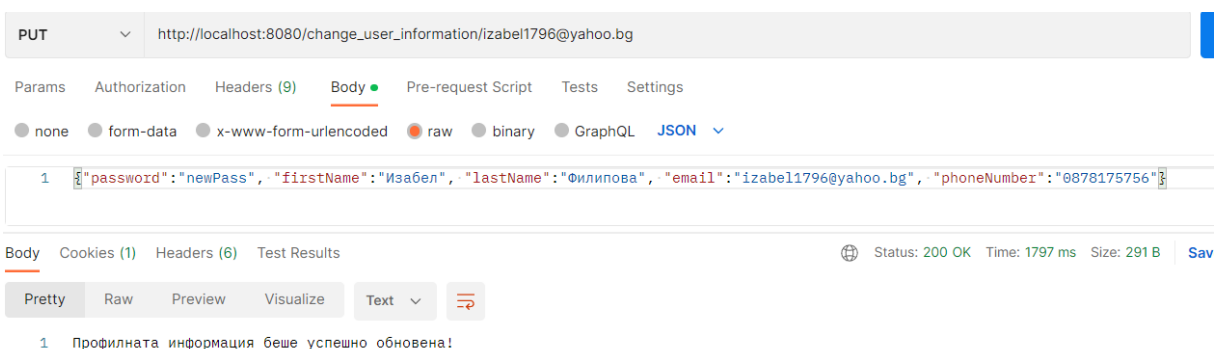 PUT http://localhost:8080/change_user_information/izabel1796@yahoo.bg
Params Authorization Headers (9) Body Pre-request Script Tests Settings
none form-data x-www-form-urlencoded raw binary GraphQL JSON
1 {"password":"newPass", "firstName":"Изабел", "lastName":"Филипова", "email":"izabel1796@yahoo.bg", "phoneNumber":"0878175756"}
Body Cookies (1) Headers (6) Test Results Status: 200 OK Time: 1797 ms Size: 291 B Sav
Pretty Raw Preview Visualize Text
1 Профилната информация беше успешно обновена!